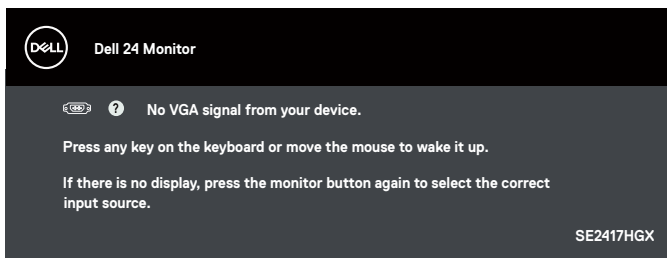 DELL
Dell 24 Monitor
? No VGA signal from your device.
Press any key on the keyboard or move the mouse to wake it up.
If there is no display, press the monitor button again to select the correct
input source.
SE2417HGX